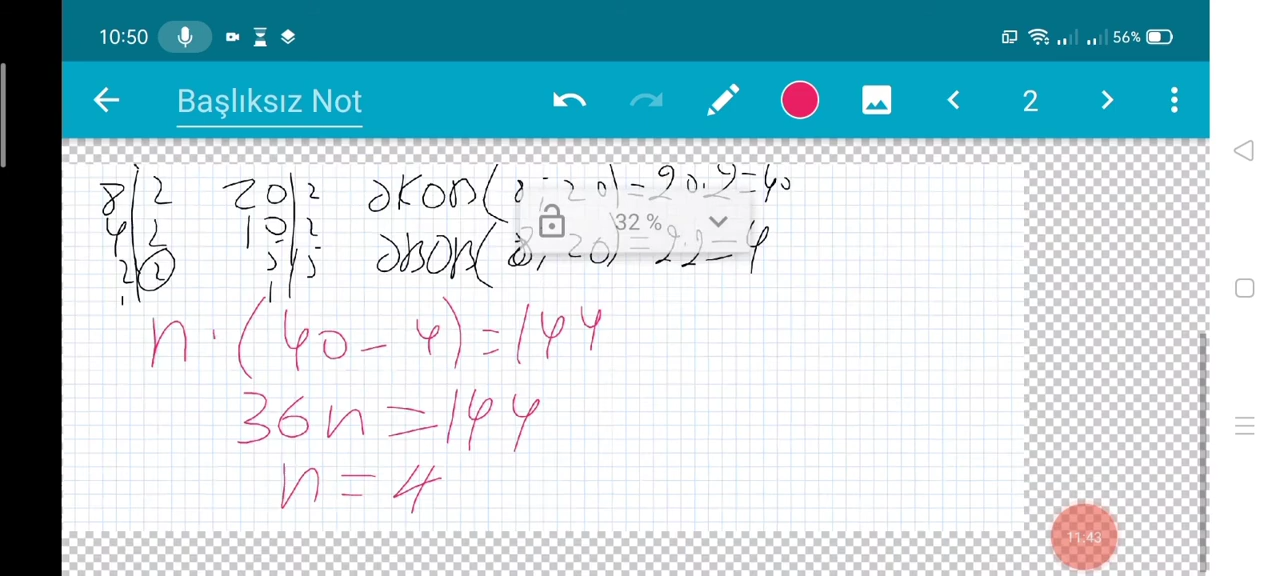 10:50 56%
Başlıksız Not 2
8 | 2 20 | 2 əkob(8, 20) = 20.2 = 40
4 | 2 10 | 2 32 %
əbob(8, 20) = 2.2 = 4
2 | 2 5 | 5
1 1
n · (40 - 4) = 144
36n = 144
n = 4
11:43